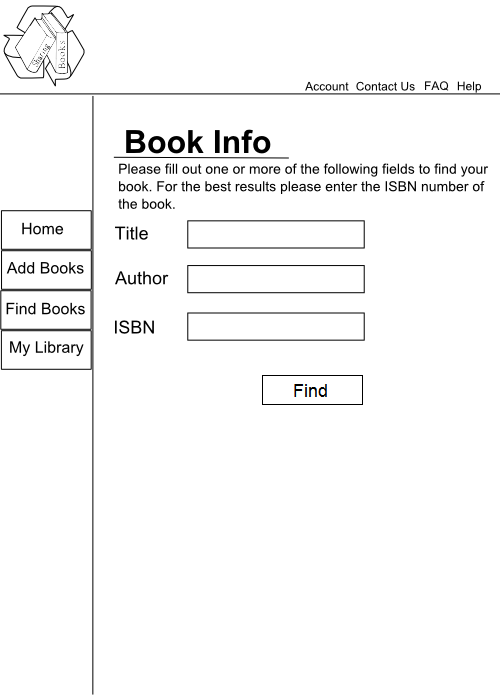 Sharing
Books
Account Contact Us FAQ Help
Book Info
Please fill out one or more of the following fields to find your
book. For the best results please enter the ISBN number of
the book.
Home
Add Books
Find Books
My Library
Title
Author
ISBN
Find